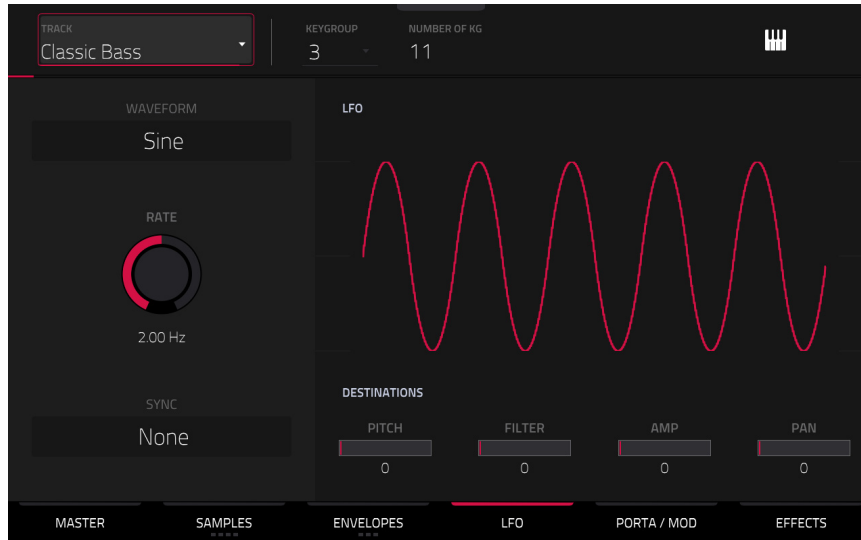 TRACK
Classic Bass
KEYGROUP
3
NUMBER OF KG
11
WAVEFORM
Sine
RATE
2.00 Hz
SYNC
None
LFO
DESTINATIONS
PITCH FILTER AMP PAN
0 0 0 0
MASTER SAMPLES ENVELOPES LFO PORTA / MOD EFFECTS